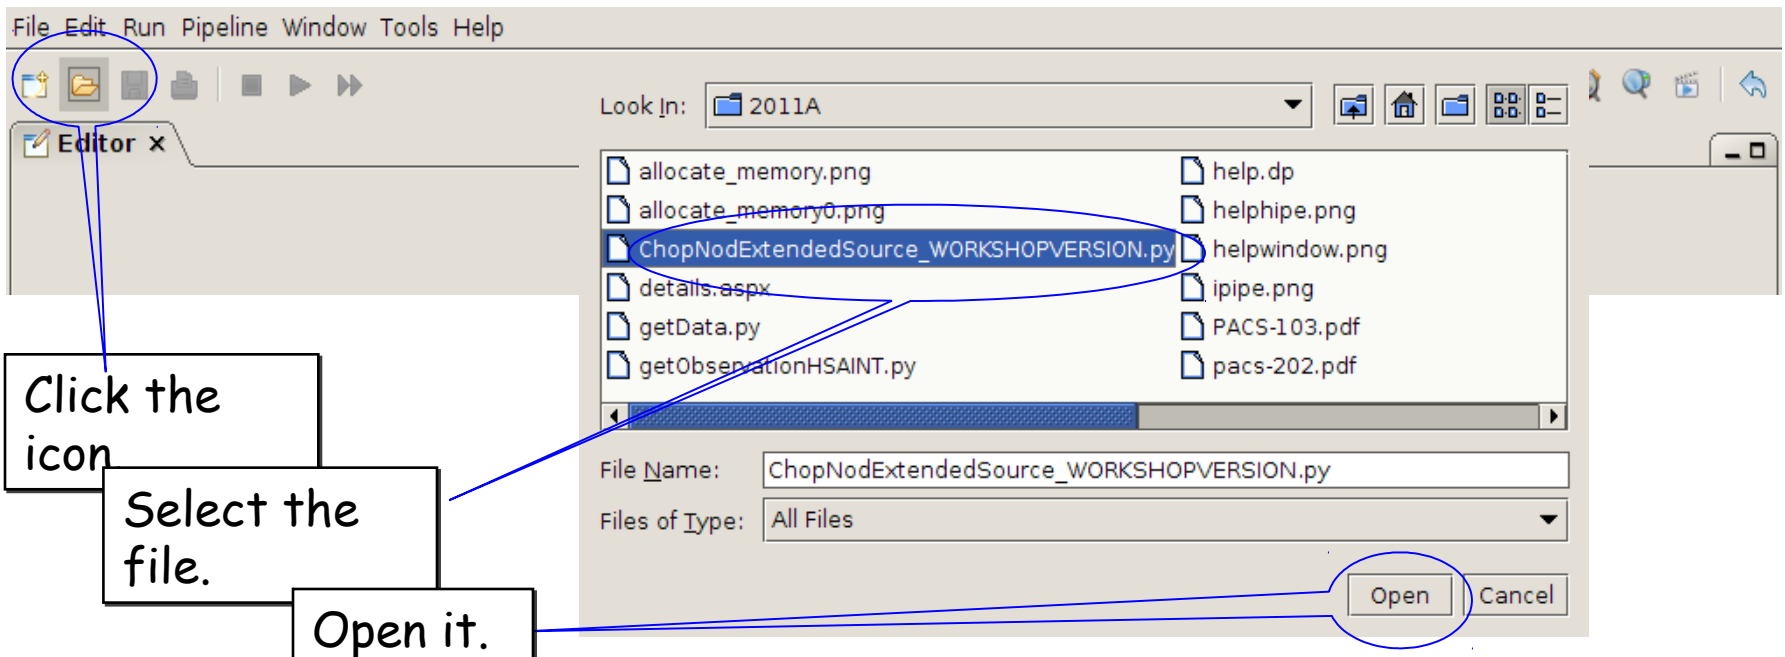 File Edit Run Pipeline Window Tools Help
Look In: 2011A
Editor x
allocate_memory.png
allocate_memory0.png
ChopNodExtendedSource_WORKSHOPVERSION.py
details.aspx
getData.py
getObservationHSAINT.py
help.dp
helphipe.png
helpwindow.png
ipipe.png
PACS-103.pdf
pacs-202.pdf
File Name: ChopNodExtendedSource_WORKSHOPVERSION.py
Files of Type: All Files
Open Cancel
Click the
icon.
Select the
file.
Open it.